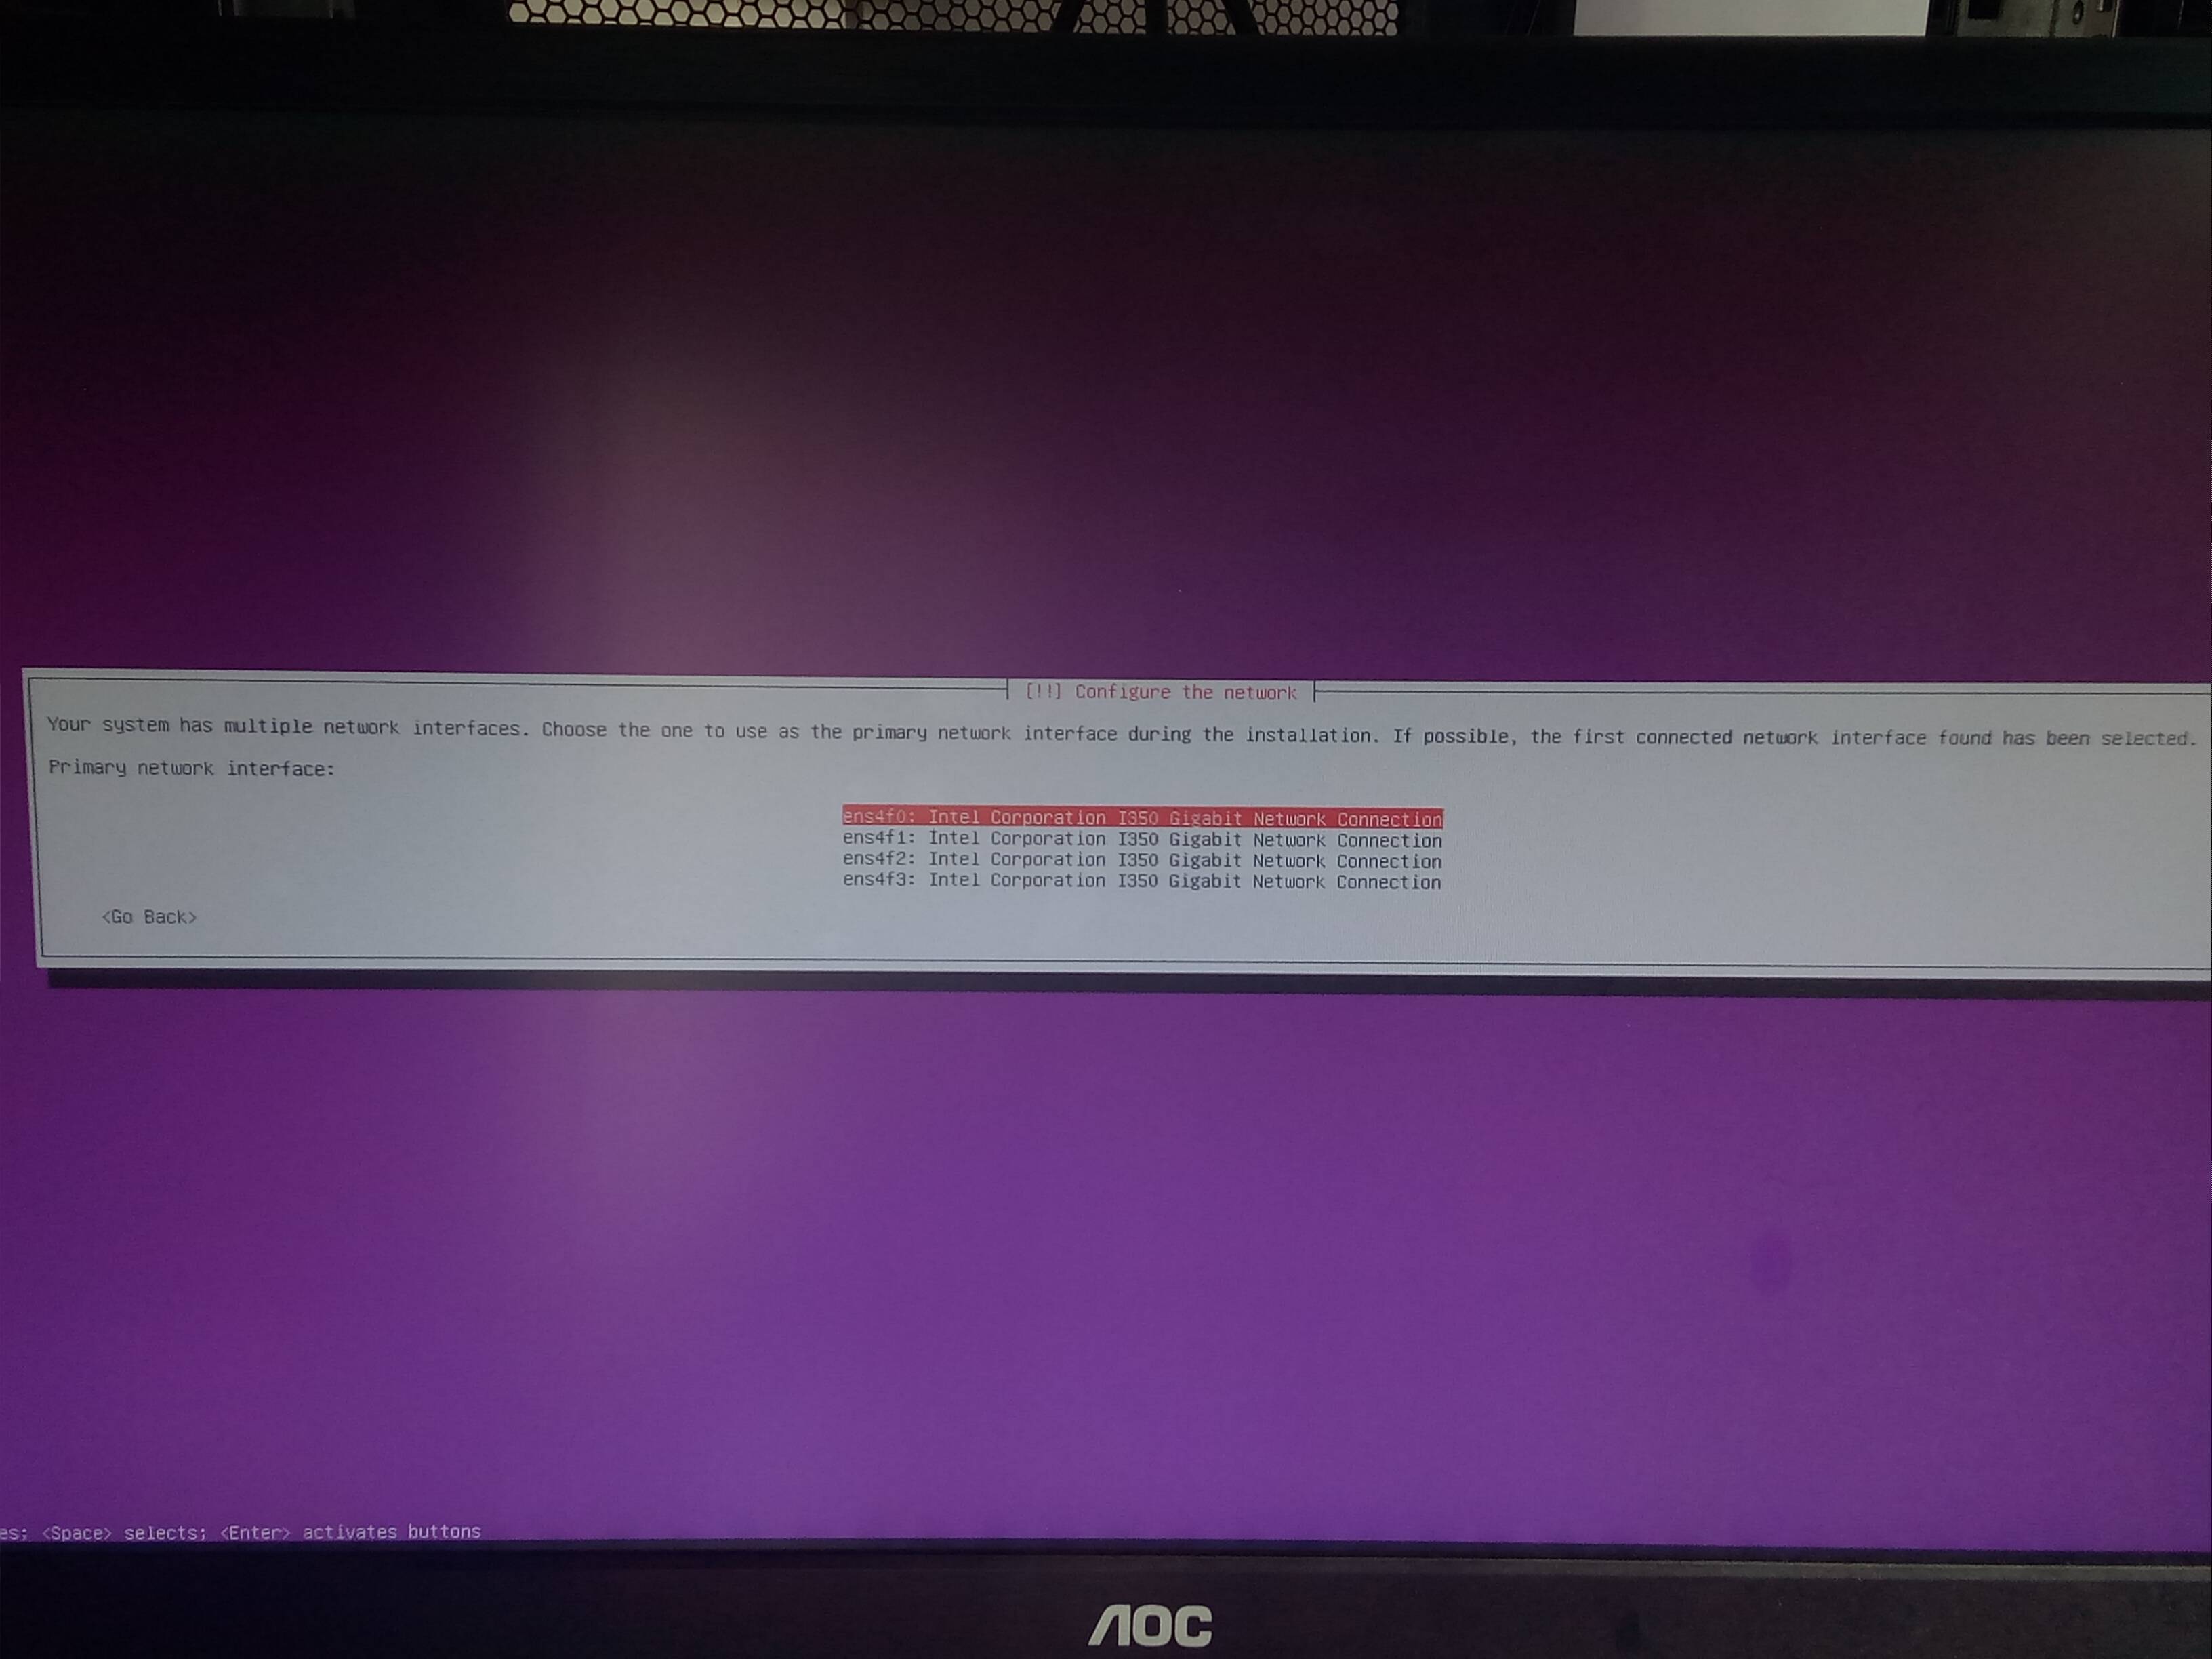 [!!] Configure the network
Your system has multiple network interfaces. Choose the one to use as the primary network interface during the installation. If possible, the first connected network interface found has been selected.
Primary network interface:
ens4f0: Intel Corporation I350 Gigabit Network Connection
ens4f1: Intel Corporation I350 Gigabit Network Connection
ens4f2: Intel Corporation I350 Gigabit Network Connection
ens4f3: Intel Corporation I350 Gigabit Network Connection
<Go Back>
es; <Space> selects; <Enter> activates buttons
AOC